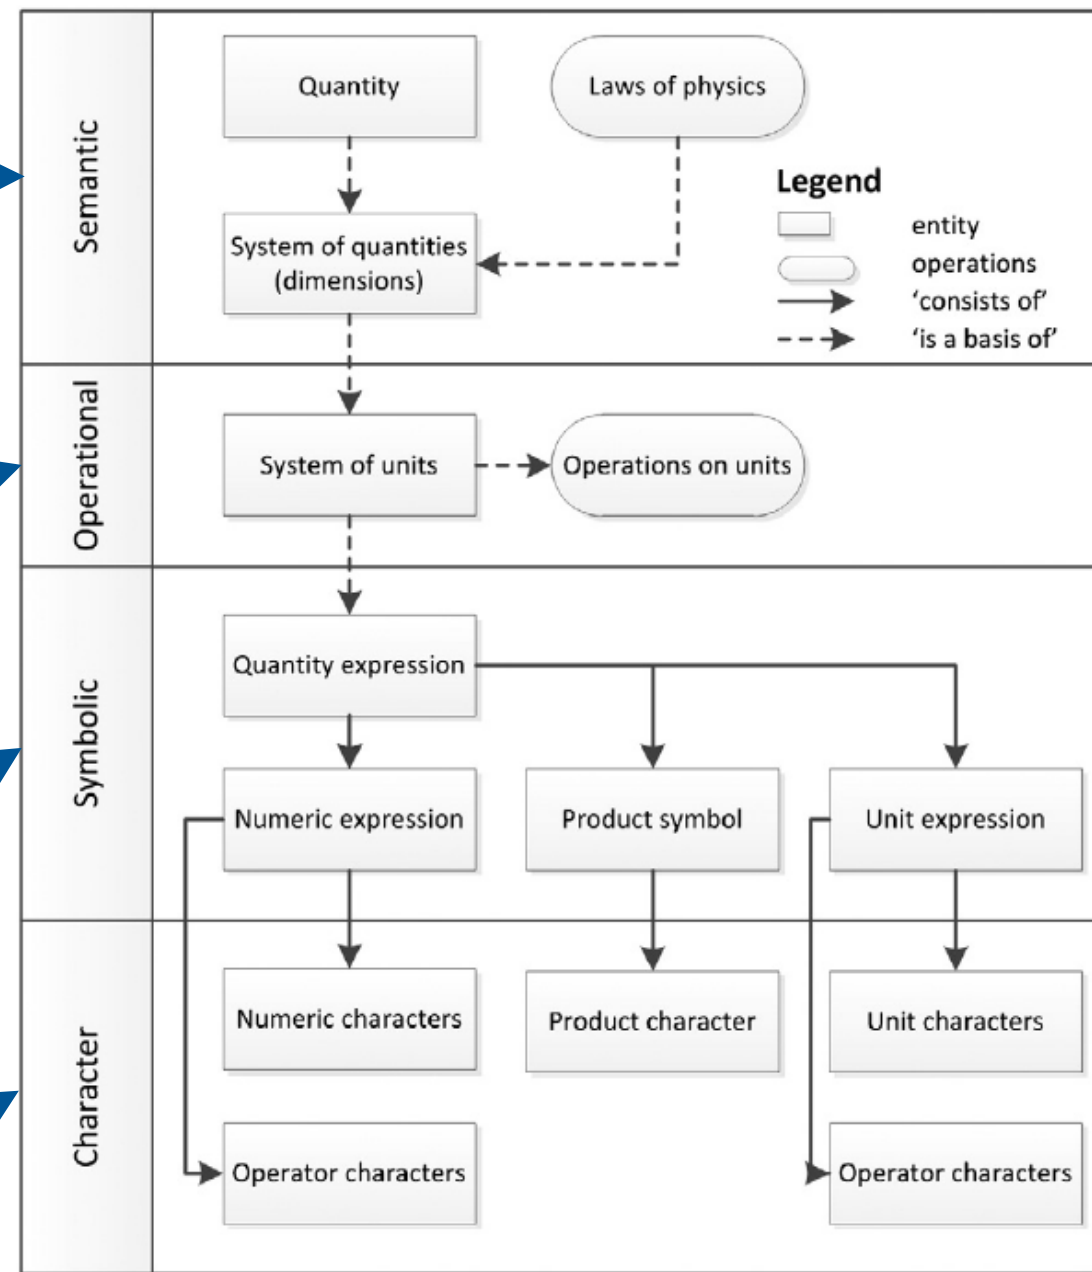 Semantic
Quantity
Laws of physics
System of quantities
(dimensions)
Legend
entity
operations
‘consists of’
‘is a basis of’
Operational
System of units
Operations on units
Symbolic
Quantity expression
Numeric expression
Product symbol
Unit expression
Character
Numeric characters
Product character
Unit characters
Operator characters
Operator characters